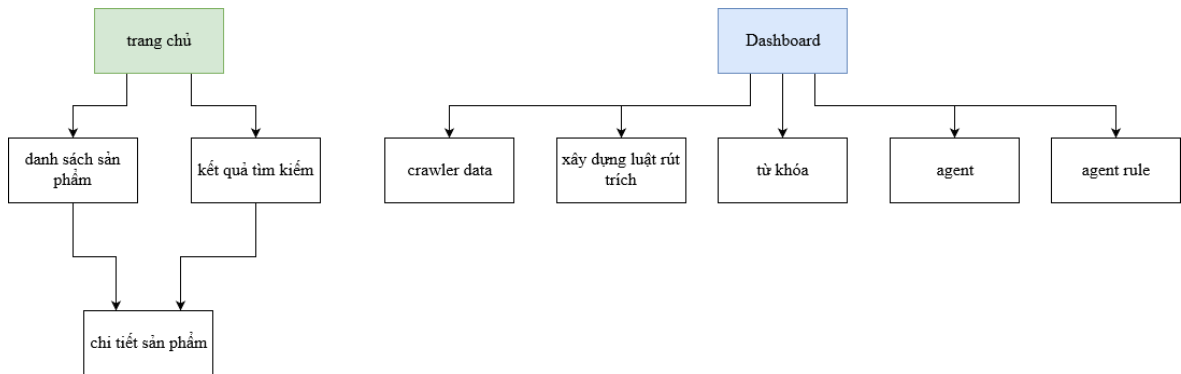 trang chủ
Dashboard
danh sách sản
phẩm
kết quả tìm kiếm
crawler data
xây dựng luật rút
trích
từ khóa
agent
agent rule
chi tiết sản phẩm